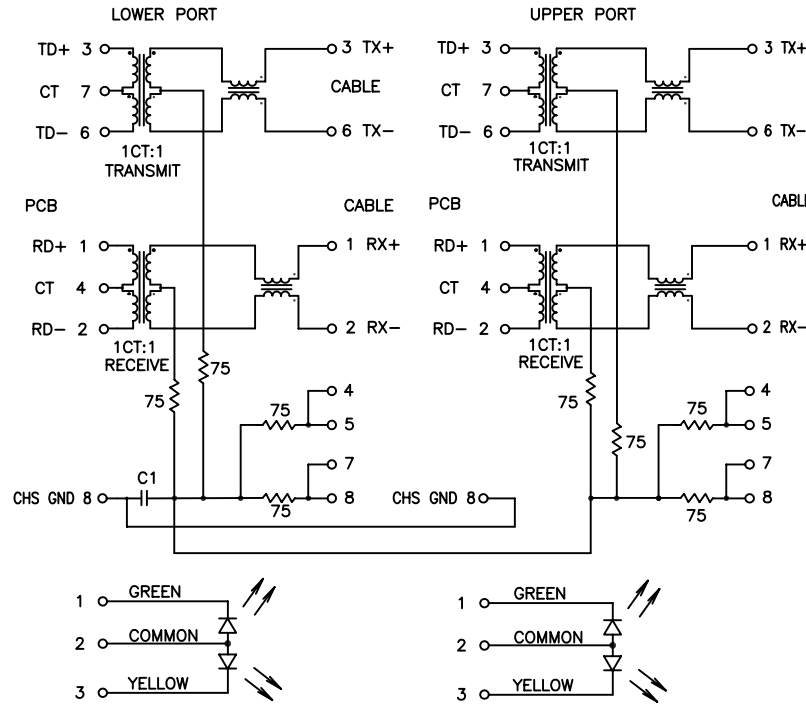 LOWER PORT
UPPER PORT
TD+ 3
3 TX+
TD+ 3
3 TX+
CT 7
CABLE
CT 7
TD- 6
6 TX-
TD- 6
6 TX-
1CT:1
TRANSMIT
1CT:1
TRANSMIT
PCB
CABLE
PCB
CABLE
RD+ 1
1 RX+
RD+ 1
1 RX+
CT 4
CT 4
RD- 2
2 RX-
RD- 2
2 RX-
1CT:1
RECEIVE
1CT:1
RECEIVE
75
75
75
75
75
4
5
75
4
5
C1
7
7
CHS GND 8
8
CHS GND 8
8
75
75
1 GREEN
1 GREEN
2 COMMON
2 COMMON
3 YELLOW
3 YELLOW